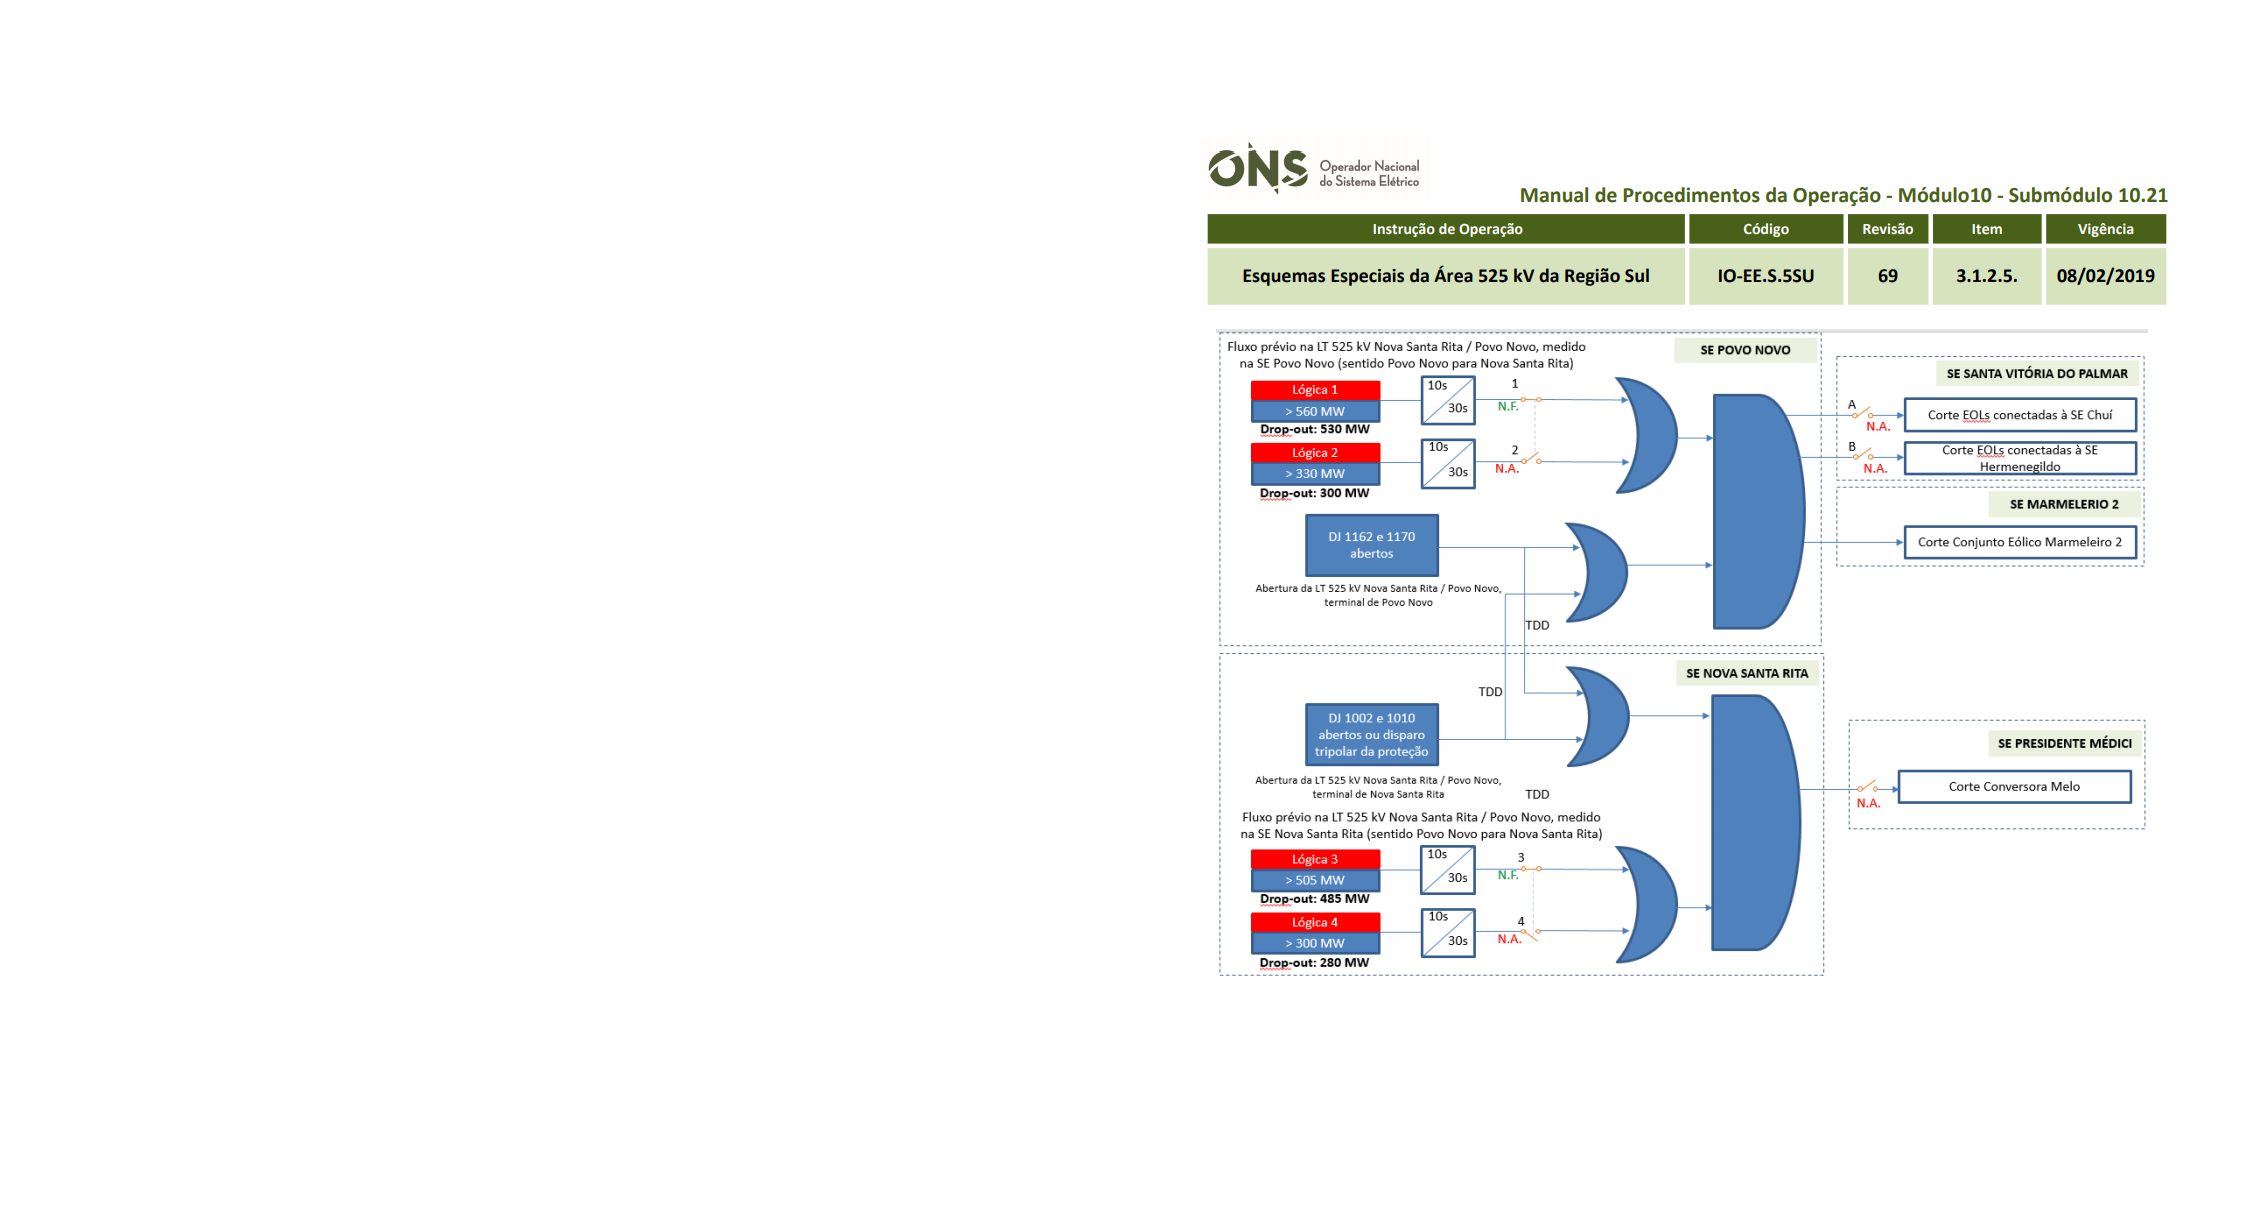 ONS
Operador Nacional
do Sistema Elétrico
Manual de Procedimentos da Operação - Módulo10 - Submódulo 10.21
Instrução de Operação
Código
Revisão
Item
Vigência
Esquemas Especiais da Área 525 kV da Região Sul
IO-EE.S.5SU
69
3.1.2.5.
08/02/2019
Fluxo prévio na LT 525 kV Nova Santa Rita / Povo Novo, medido
na SE Povo Novo (sentido Povo Novo para Nova Santa Rita)
SE POVO NOVO
Lógica 1
> 560 MW
Drop-out: 530 MW
10s
30s
1
N.F.
Lógica 2
> 330 MW
Drop-out: 300 MW
10s
30s
2
N.A.
DJ 1162 e 1170
abertos
Abertura da LT 525 kV Nova Santa Rita / Povo Novo,
terminal de Povo Novo
TDD
SE SANTA VITÓRIA DO PALMAR
A
N.A.
Corte EOLs conectadas à SE Chuí
B
N.A.
Corte EOLs conectadas à SE
Hermenegildo
SE MARMELERIO 2
Corte Conjunto Eólico Marmeleiro 2
SE NOVA SANTA RITA
TDD
DJ 1002 e 1010
abertos ou disparo
tripolar da proteção
Abertura da LT 525 kV Nova Santa Rita / Povo Novo,
terminal de Nova Santa Rita
TDD
Fluxo prévio na LT 525 kV Nova Santa Rita / Povo Novo, medido
na SE Nova Santa Rita (sentido Povo Novo para Nova Santa Rita)
Lógica 3
> 505 MW
Drop-out: 485 MW
10s
30s
3
N.F.
Lógica 4
> 300 MW
Drop-out: 280 MW
10s
30s
4
N.A.
SE PRESIDENTE MÉDICI
N.A.
Corte Conversora Melo